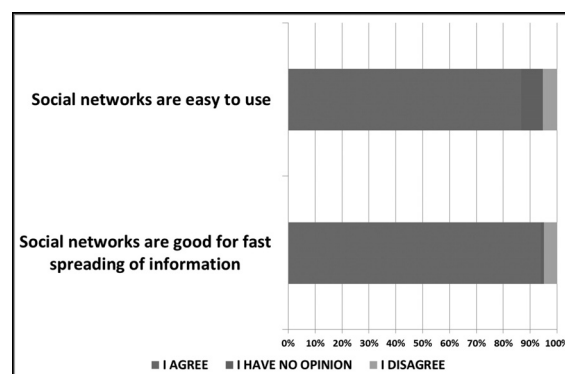 Social networks are easy to use
Social networks are good for fast
spreading of information
0% 10% 20% 30% 40% 50% 60% 70% 80% 90% 100%
I AGREE I HAVE NO OPINION I DISAGREE